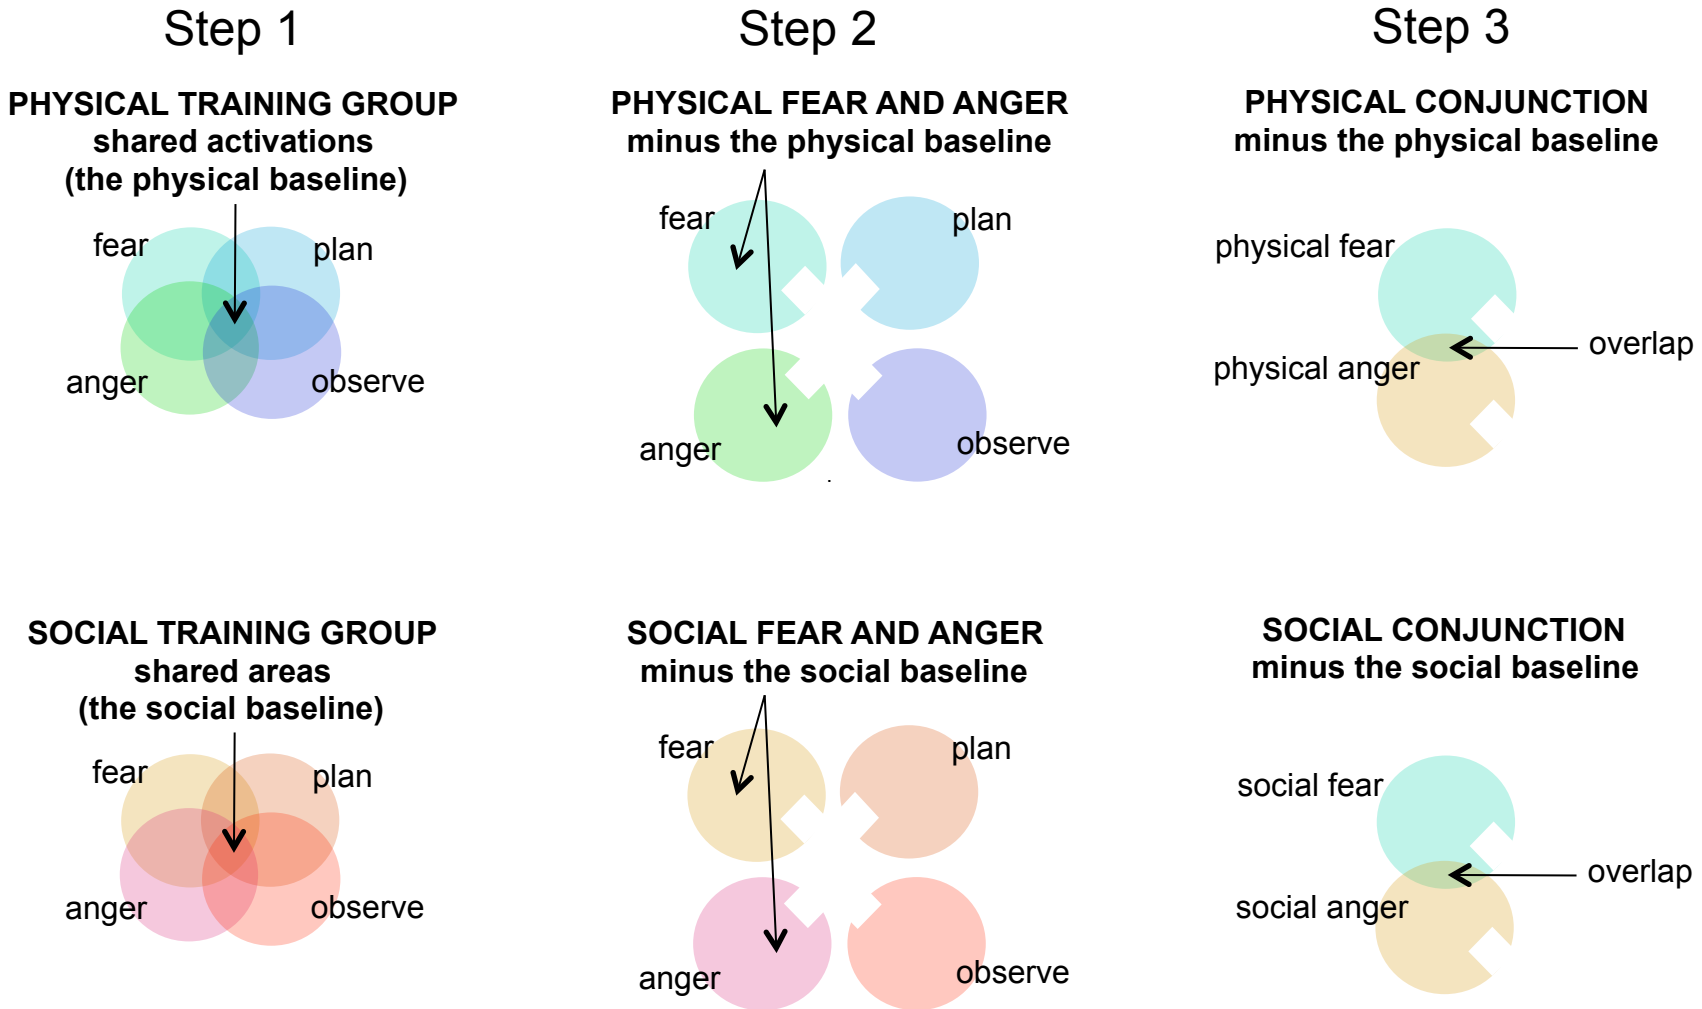 Step 1
PHYSICAL TRAINING GROUP
shared activations
(the physical baseline)
fear
plan
anger
observe
Step 2
PHYSICAL FEAR AND ANGER
minus the physical baseline
fear
plan
anger
observe
.
Step 3
PHYSICAL CONJUNCTION
minus the physical baseline
physical fear
overlap
physical anger
SOCIAL TRAINING GROUP
shared areas
(the social baseline)
fear
plan
anger
observe
SOCIAL FEAR AND ANGER
minus the social baseline
fear
plan
anger
observe
SOCIAL CONJUNCTION
minus the social baseline
social fear
overlap
social anger